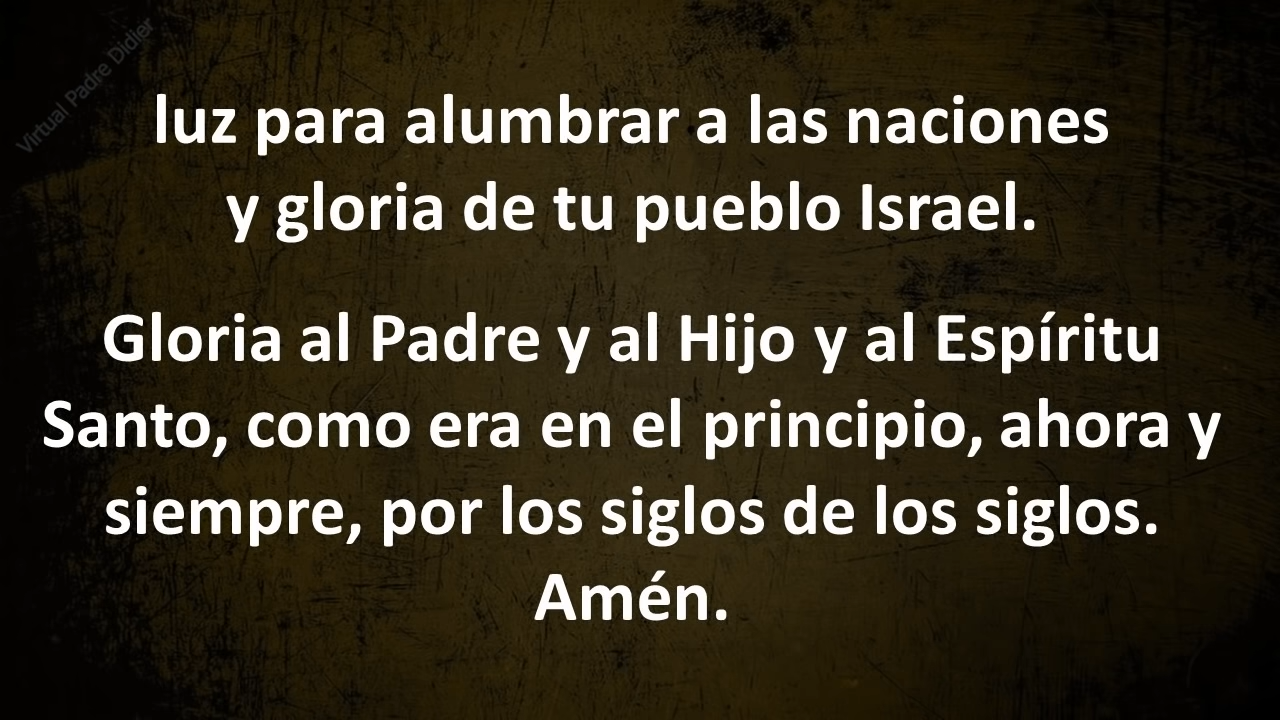 Virtual Padre Didier
luz para alumbrar a las naciones
y gloria de tu pueblo Israel.
Gloria al Padre y al Hijo y al Espíritu
Santo, como era en el principio, ahora y
siempre, por los siglos de los siglos.
Amén.